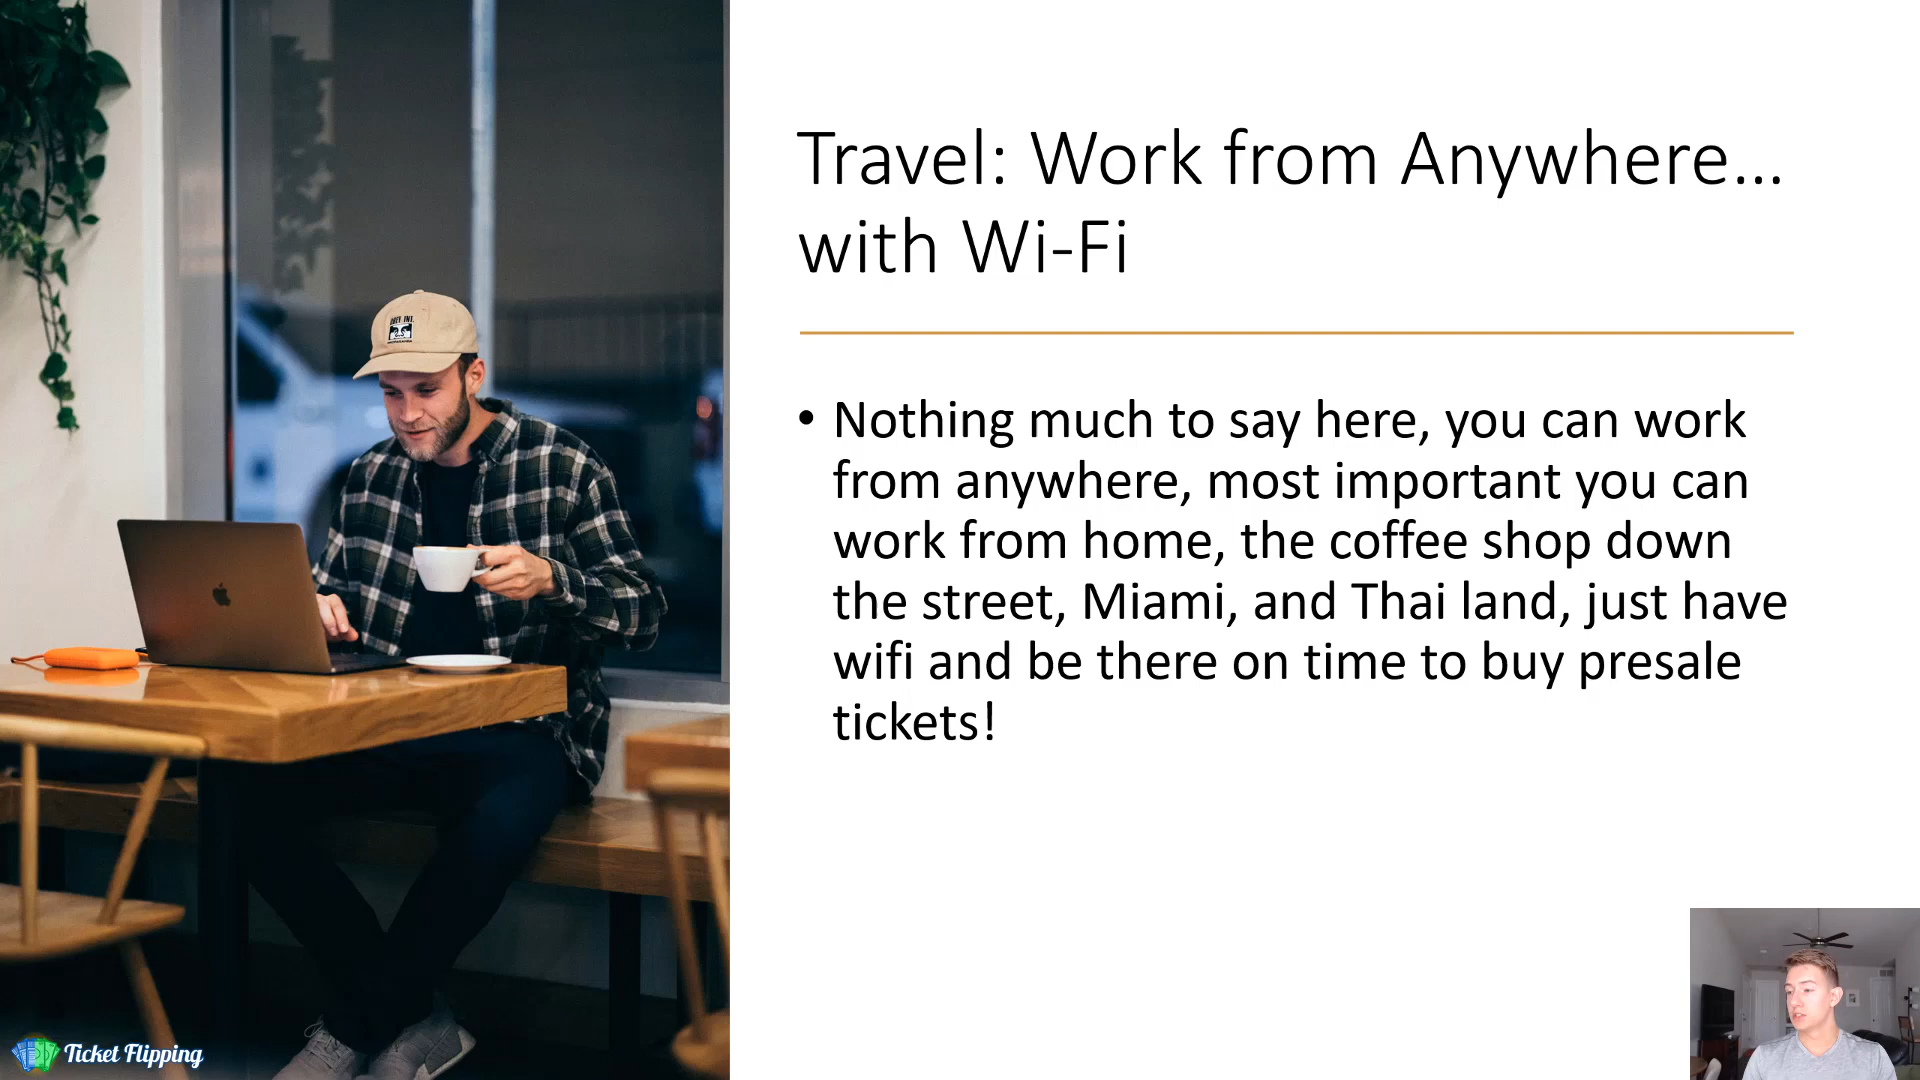 Travel: Work from Anywhere...
with Wi-Fi
• Nothing much to say here, you can work
from anywhere, most important you can
work from home, the coffee shop down
the street, Miami, and Thai land, just have
wifi and be there on time to buy presale
tickets!
Ticket Flipping